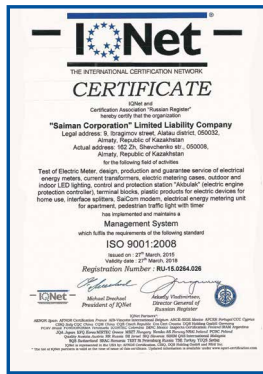 IQNet®
THE INTERNATIONAL CERTIFICATION NETWORK
CERTIFICATE
IQNet and
Certification Association "Russian Register"
hereby certify that the organization
"Saiman Corporation" Limited Liability Company
Legal address: 9, Ibragimov street, Alatau district, 050032,
Almaty, Republic of Kazakhstan
Actual address: 162 Zh, Shevchenko str., 050008,
Almaty, Republic of Kazakhstan
for the following field of activities
Test of Electric Meter, design, production and guarantee service of electrical
energy meters, current transformers, electric metering cases, outdoor and
indoor LED lighting, control and protection station "Akbulak" (electric engine
protection controller), terminal blocks, plastic products for electric devices for
home use, interface splitters, SaiCom modem, electrical energy metering unit
for apartment, pedestrian traffic light with timer
has implemented and maintains a
Management System
which fulfills the requirements of the following standard
ISO 9001:2008
Issued on : 27th March, 2015
Validity date : 27th March, 2018
Registration Number : RU-15.0264.026
IQNet
Michael Drechsel
President of IQNet
Arkadiy Vladimirtsev
Director General of
Russian Register
IQNet Partners*: